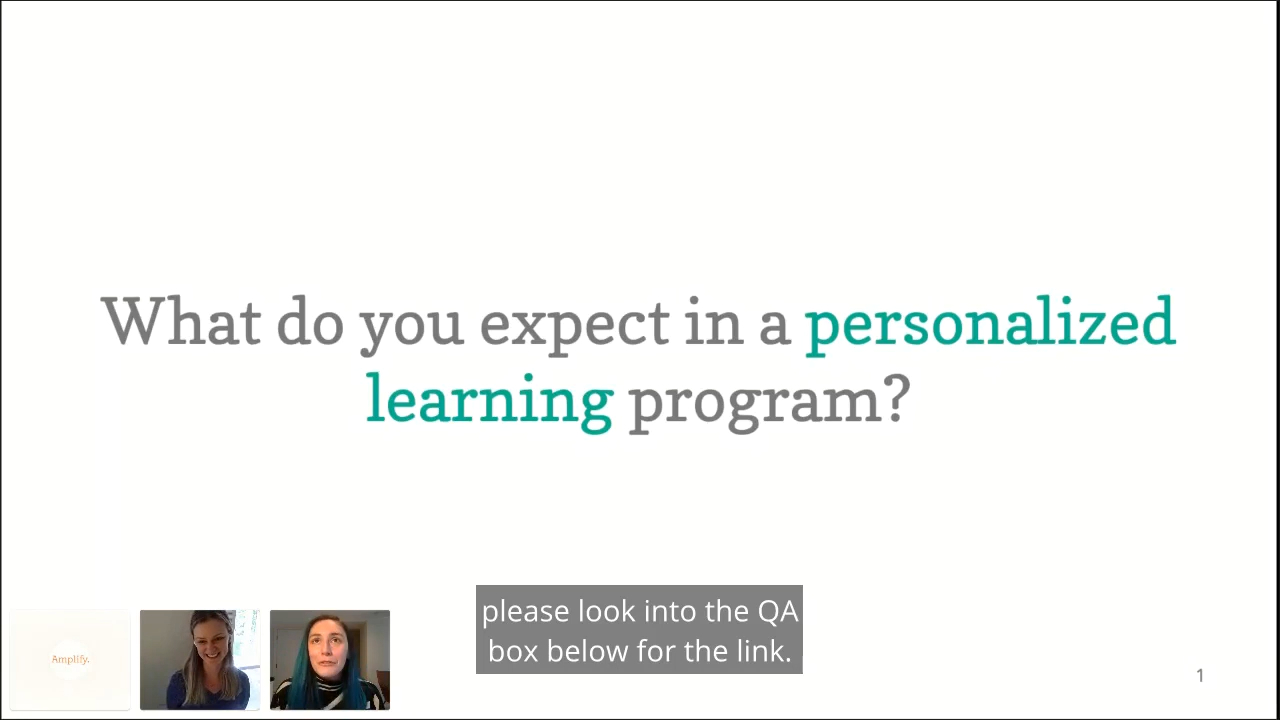 What do you expect in a personalized
learning program?
please look into the QA
box below for the link.
Amplify.
1